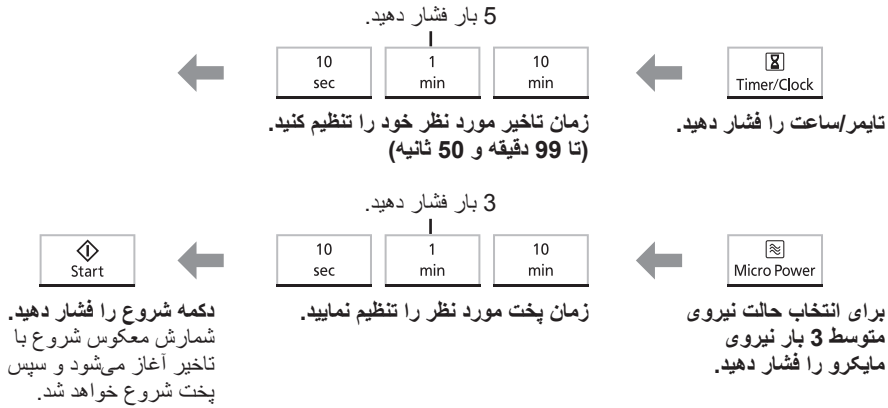 5 بار فشار دهید.
Timer/Clock
10 min
1 min
10 sec
تایمر/ساعت را فشار دهید.
زمان تاخیر مورد نظر خود را تنظیم کنید.
(تا 99 دقیقه و 50 ثانیه)
3 بار فشار دهید.
Micro Power
10 min
1 min
10 sec
Start
برای انتخاب حالت نیروی
متوسط 3 بار نیروی
مایکرو را فشار دهید.
زمان پخت مورد نظر را تنظیم نمایید.
دکمه شروع را فشار دهید.
شمارش معکوس شروع با
تاخیر آغاز می‌شود و سپس
پخت شروع خواهد شد.